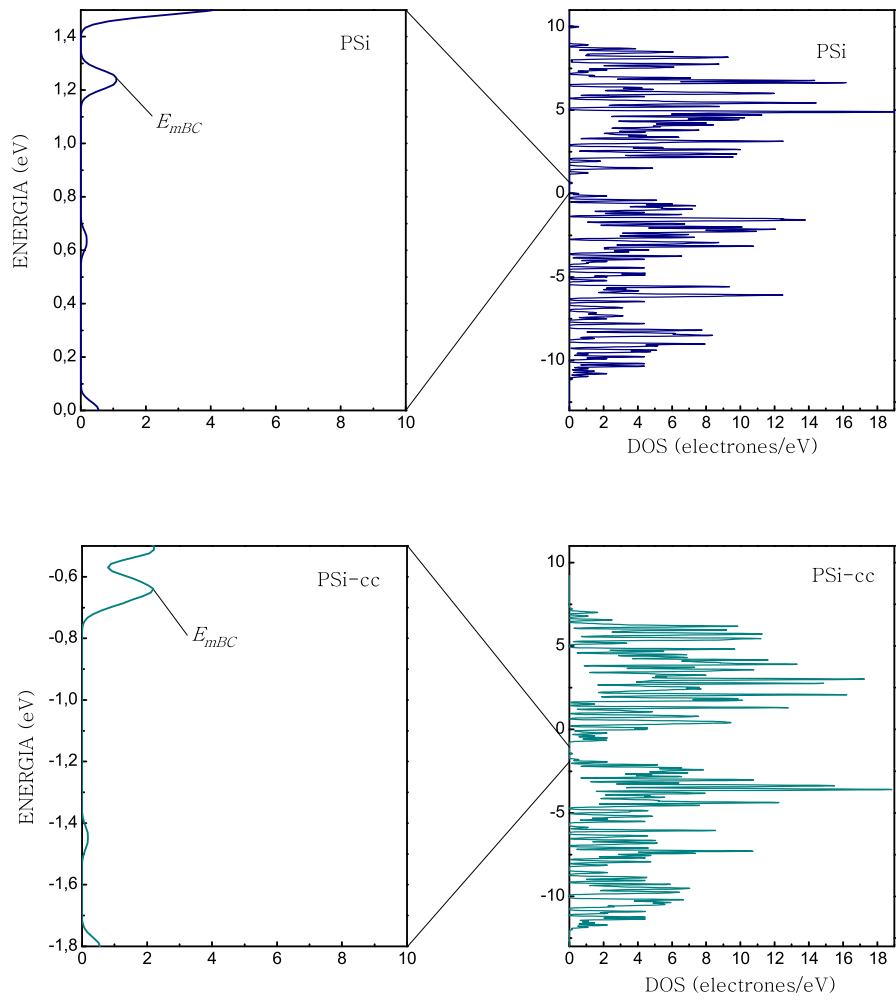 PSi
E_mBC
ENERGIA (eV)
1,4
1,2
1,0
0,8
0,6
0,4
0,2
0,0
0 2 4 6 8 10
PSi
10
5
0
-5
-10
0 2 4 6 8 10 12 14 16 18
DOS (electrones/eV)
PSi-cc
E_mBC
ENERGIA (eV)
-0,6
-0,8
-1,0
-1,2
-1,4
-1,6
-1,8
0 2 4 6 8 10
PSi-cc
10
5
0
-5
-10
0 2 4 6 8 10 12 14 16 18
DOS (electrones/eV)